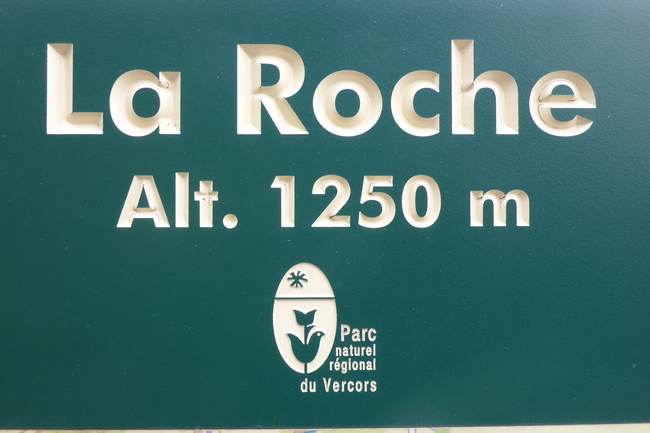 La Roche
Alt. 1250 m
Parc
naturel
régional
du Vercors